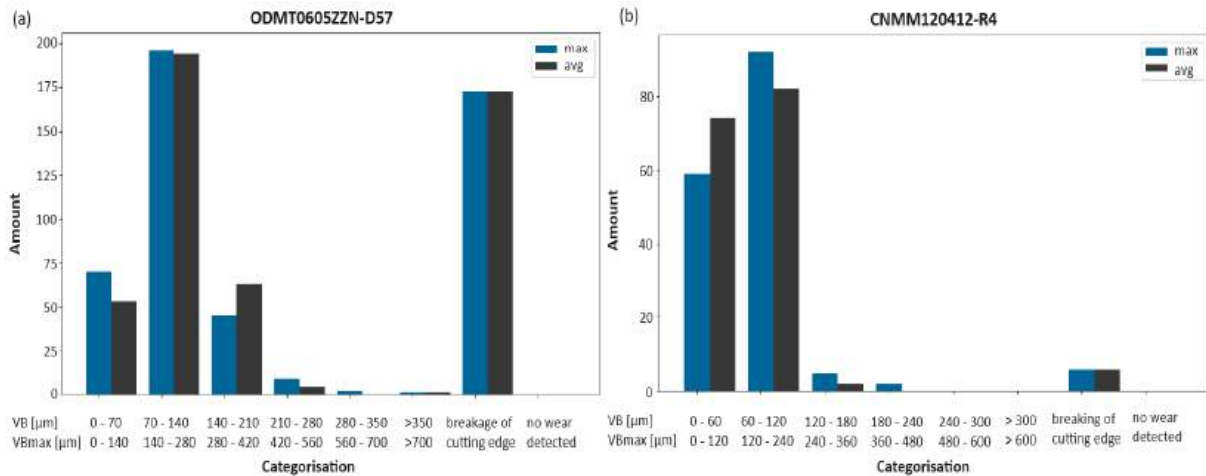 (a)
ODMT0605ZZN-D57
200
175
150
125
100
75
50
25
0
Amount
max
avg
VB [µm] 0 - 70 70 - 140 140 - 210 210 - 280 280 - 350 >350 breakage of no wear
VBmax [µm] 0 - 140 140 - 280 280 - 420 420 - 560 560 - 700 >700 cutting edge detected
Categorisation
(b)
CNMM120412-R4
80
60
40
20
0
Amount
max
avg
VB [µm] 0 - 60 60 - 120 120 - 180 180 - 240 240 - 300 > 300 breaking of no wear
VBmax [µm] 0 - 120 120 - 240 240 - 360 360 - 480 480 - 600 > 600 cutting edge detected
Categorisation